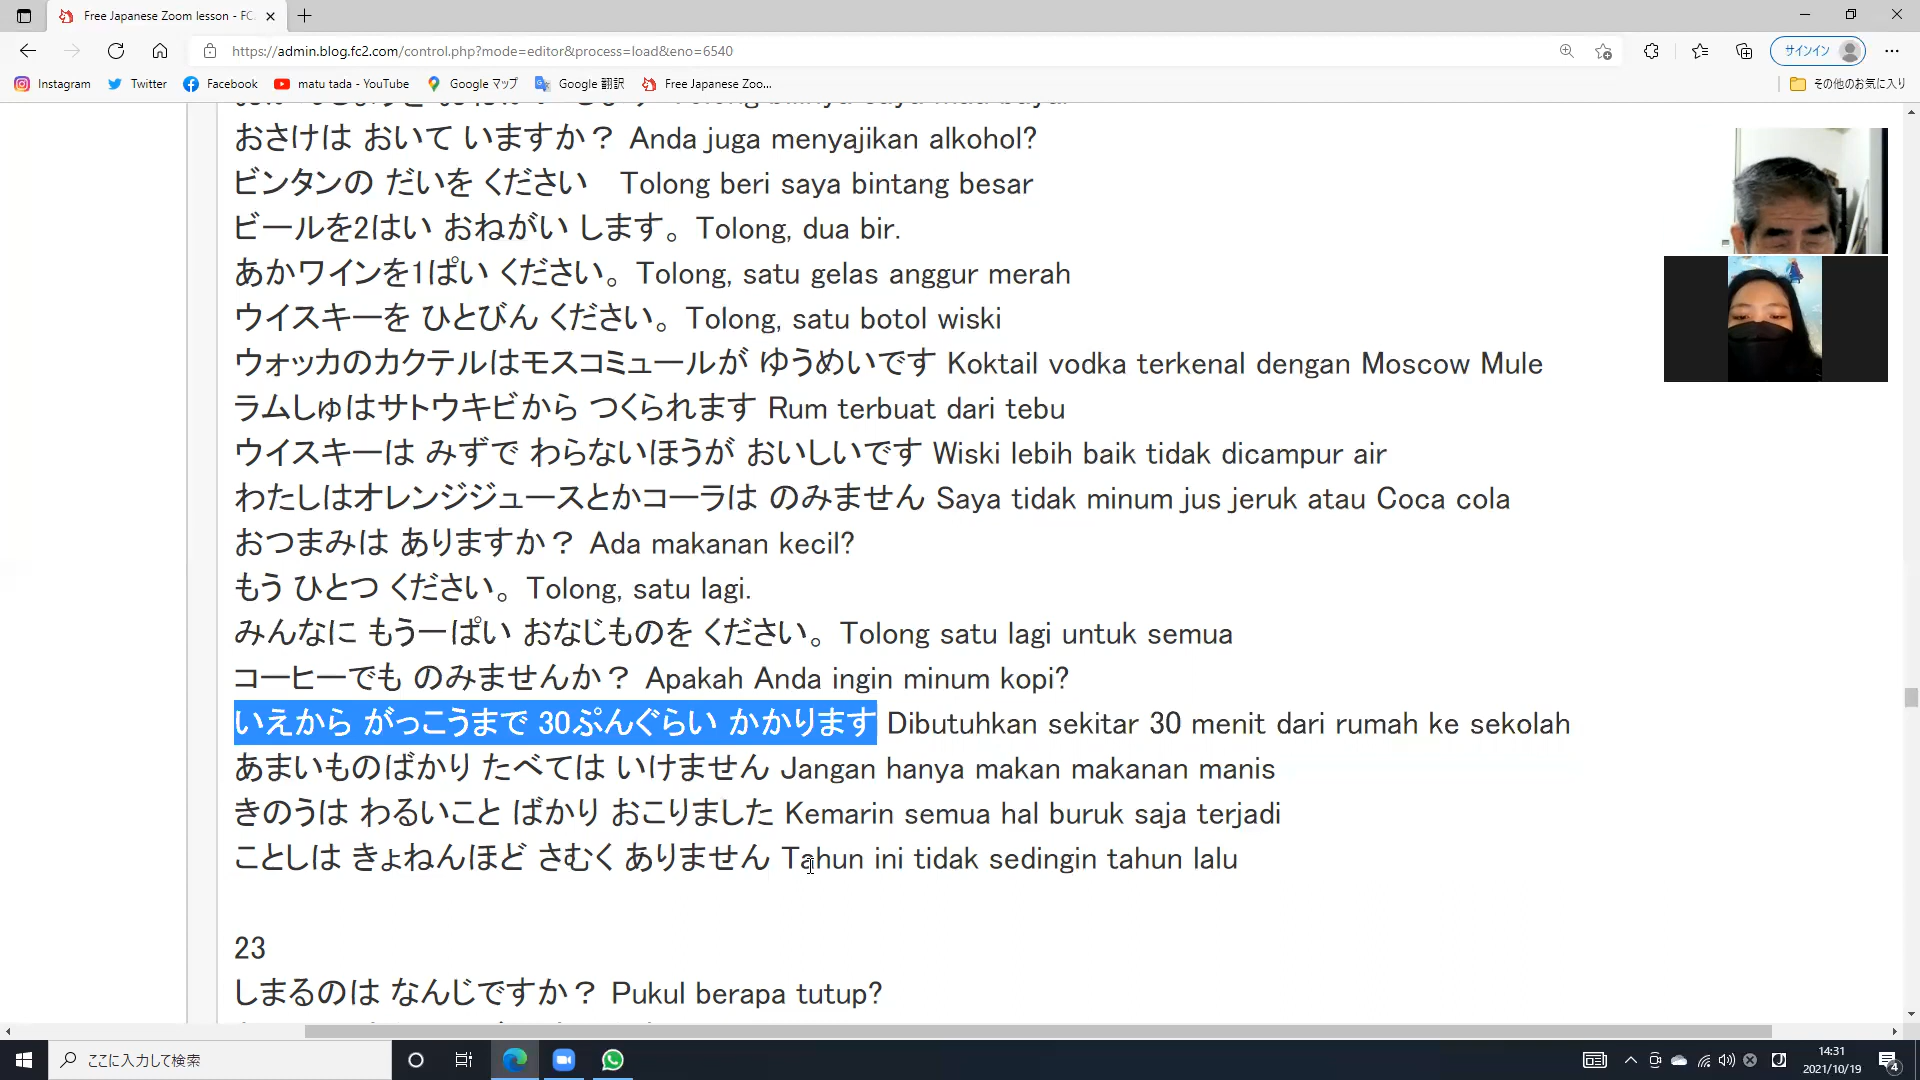 Free Japanese Zoom lesson - FC
https://admin.blog.fc2.com/control.php?mode=editor&process=load&eno=6540
サインイン
Instagram Twitter Facebook matu tada - YouTube Google マップ Google 翻訳 Free Japanese Zoo... その他のお気に入り
おさけは おいて いますか？ Anda juga menyajikan alkohol?
ビンタンの だいを ください　Tolong beri saya bintang besar
ビールを2はい おねがい します。 Tolong, dua bir.
あかワインを1ぱい ください。 Tolong, satu gelas anggur merah
ウイスキーを ひとびん ください。 Tolong, satu botol wiski
ウォッカのカクテルはモスコミュールが ゆうめいです Koktail vodka terkenal dengan Moscow Mule
ラムしゅはサトウキビから つくられます Rum terbuat dari tebu
ウイスキーは みずで わらないほうが おいしいです Wiski lebih baik tidak dicampur air
わたしはオレンジジュースとかコーラは のみません Saya tidak minum jus jeruk atau Coca cola
おつまみは ありますか？ Ada makanan kecil?
もう ひとつ ください。 Tolong, satu lagi.
みんなに もう一ぱい おなじものを ください。 Tolong satu lagi untuk semua
コーヒーでも のみませんか？ Apakah Anda ingin minum kopi?
いえから がっこうまで 30ぷんぐらい かかります Dibutuhkan sekitar 30 menit dari rumah ke sekolah
あまいものばかり たべては いけません Jangan hanya makan makanan manis
きのうは わるいこと ばかり おこりました Kemarin semua hal buruk saja terjadi
ことしは きょねんほど さむく ありません Tahun ini tidak sedingin tahun lalu
23
しまるのは なんじですか？ Pukul berapa tutup?
ここに入力して検索
14:31
2021/10/19
4